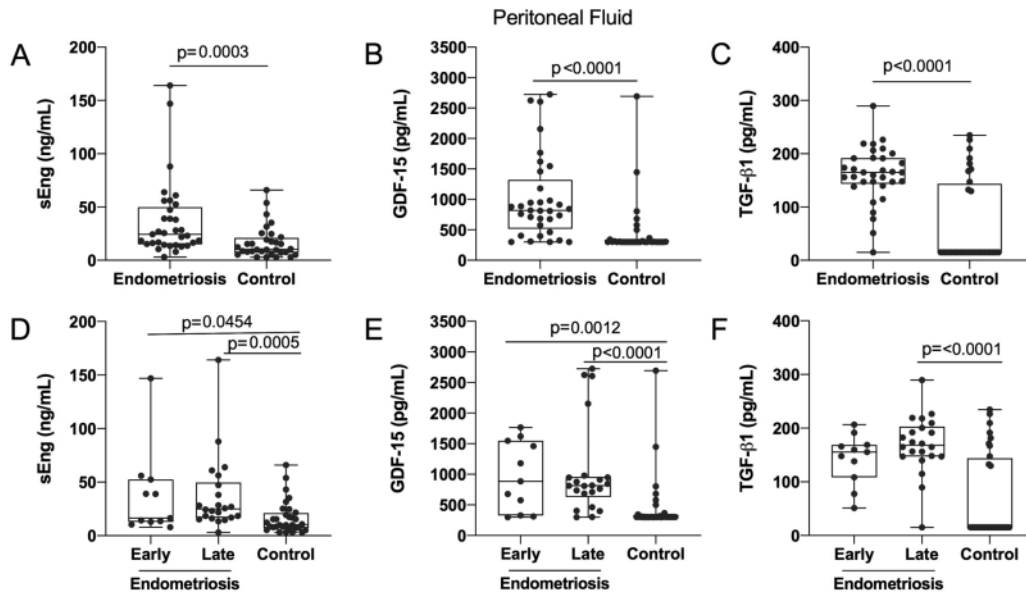 Peritoneal Fluid
A
p=0.0003
sEng (ng/mL)
200
150
100
50
0
Endometriosis Control
B
p<0.0001
GDF-15 (pg/mL)
3500
3000
2500
2000
1500
1000
500
0
Endometriosis Control
C
p<0.0001
TGF-β1 (pg/mL)
400
300
200
100
0
Endometriosis Control
D
p=0.0454
p=0.0005
sEng (ng/mL)
200
150
100
50
0
Early Late Control
Endometriosis
E
p=0.0012
p<0.0001
GDF-15 (pg/mL)
3500
3000
2500
2000
1500
1000
500
0
Early Late Control
Endometriosis
F
p=<0.0001
TGF-β1 (pg/mL)
400
300
200
100
0
Early Late Control
Endometriosis